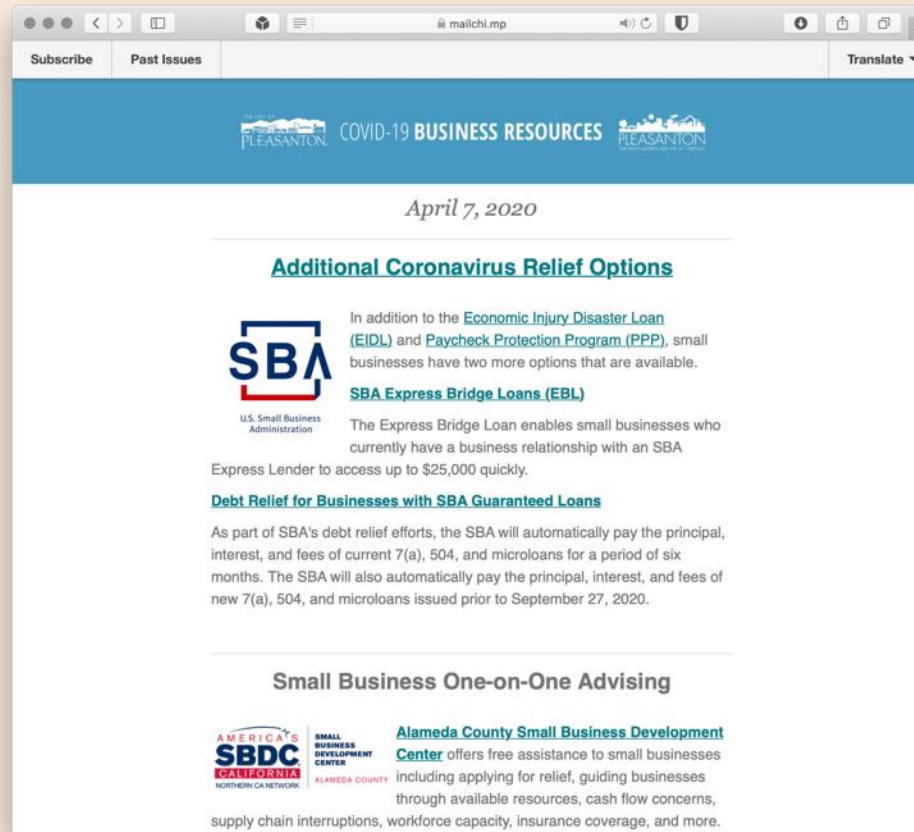 mailchi.mp
Subscribe Past Issues Translate
THE CITY OF
PLEASANTON COVID-19 BUSINESS RESOURCES PLEASANTON
April 7, 2020
Additional Coronavirus Relief Options
In addition to the Economic Injury Disaster Loan
(EIDL) and Paycheck Protection Program (PPP), small
businesses have two more options that are available.
SBA
U.S. Small Business
Administration
SBA Express Bridge Loans (EBL)
The Express Bridge Loan enables small businesses who
currently have a business relationship with an SBA
Express Lender to access up to $25,000 quickly.
Debt Relief for Businesses with SBA Guaranteed Loans
As part of SBA's debt relief efforts, the SBA will automatically pay the principal,
interest, and fees of current 7(a), 504, and microloans for a period of six
months. The SBA will also automatically pay the principal, interest, and fees of
new 7(a), 504, and microloans issued prior to September 27, 2020.
Small Business One-on-One Advising
AMERICA'S
SBDC
CALIFORNIA
NORTHERN CA NETWORK
SMALL
BUSINESS
DEVELOPMENT
CENTER
ALAMEDA COUNTY
Alameda County Small Business Development
Center offers free assistance to small businesses
including applying for relief, guiding businesses
through available resources, cash flow concerns,
supply chain interruptions, workforce capacity, insurance coverage, and more.